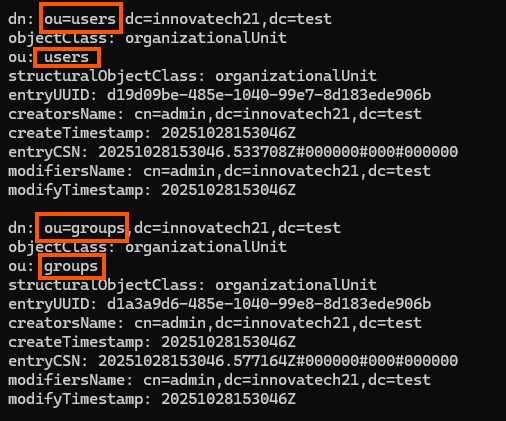 dn: ou=users,dc=innovatech21,dc=test
objectClass: organizationalUnit
ou: users
structuralObjectClass: organizationalUnit
entryUUID: d19d09be-485e-1040-99e7-8d183ede906b
creatorsName: cn=admin,dc=innovatech21,dc=test
createTimestamp: 20251028153046Z
entryCSN: 20251028153046.533708Z#000000#000#000000
modifiersName: cn=admin,dc=innovatech21,dc=test
modifyTimestamp: 20251028153046Z

dn: ou=groups,dc=innovatech21,dc=test
objectClass: organizationalUnit
ou: groups
structuralObjectClass: organizationalUnit
entryUUID: d1a3a9d6-485e-1040-99e8-8d183ede906b
creatorsName: cn=admin,dc=innovatech21,dc=test
createTimestamp: 20251028153046Z
entryCSN: 20251028153046.577164Z#000000#000#000000
modifiersName: cn=admin,dc=innovatech21,dc=test
modifyTimestamp: 20251028153046Z